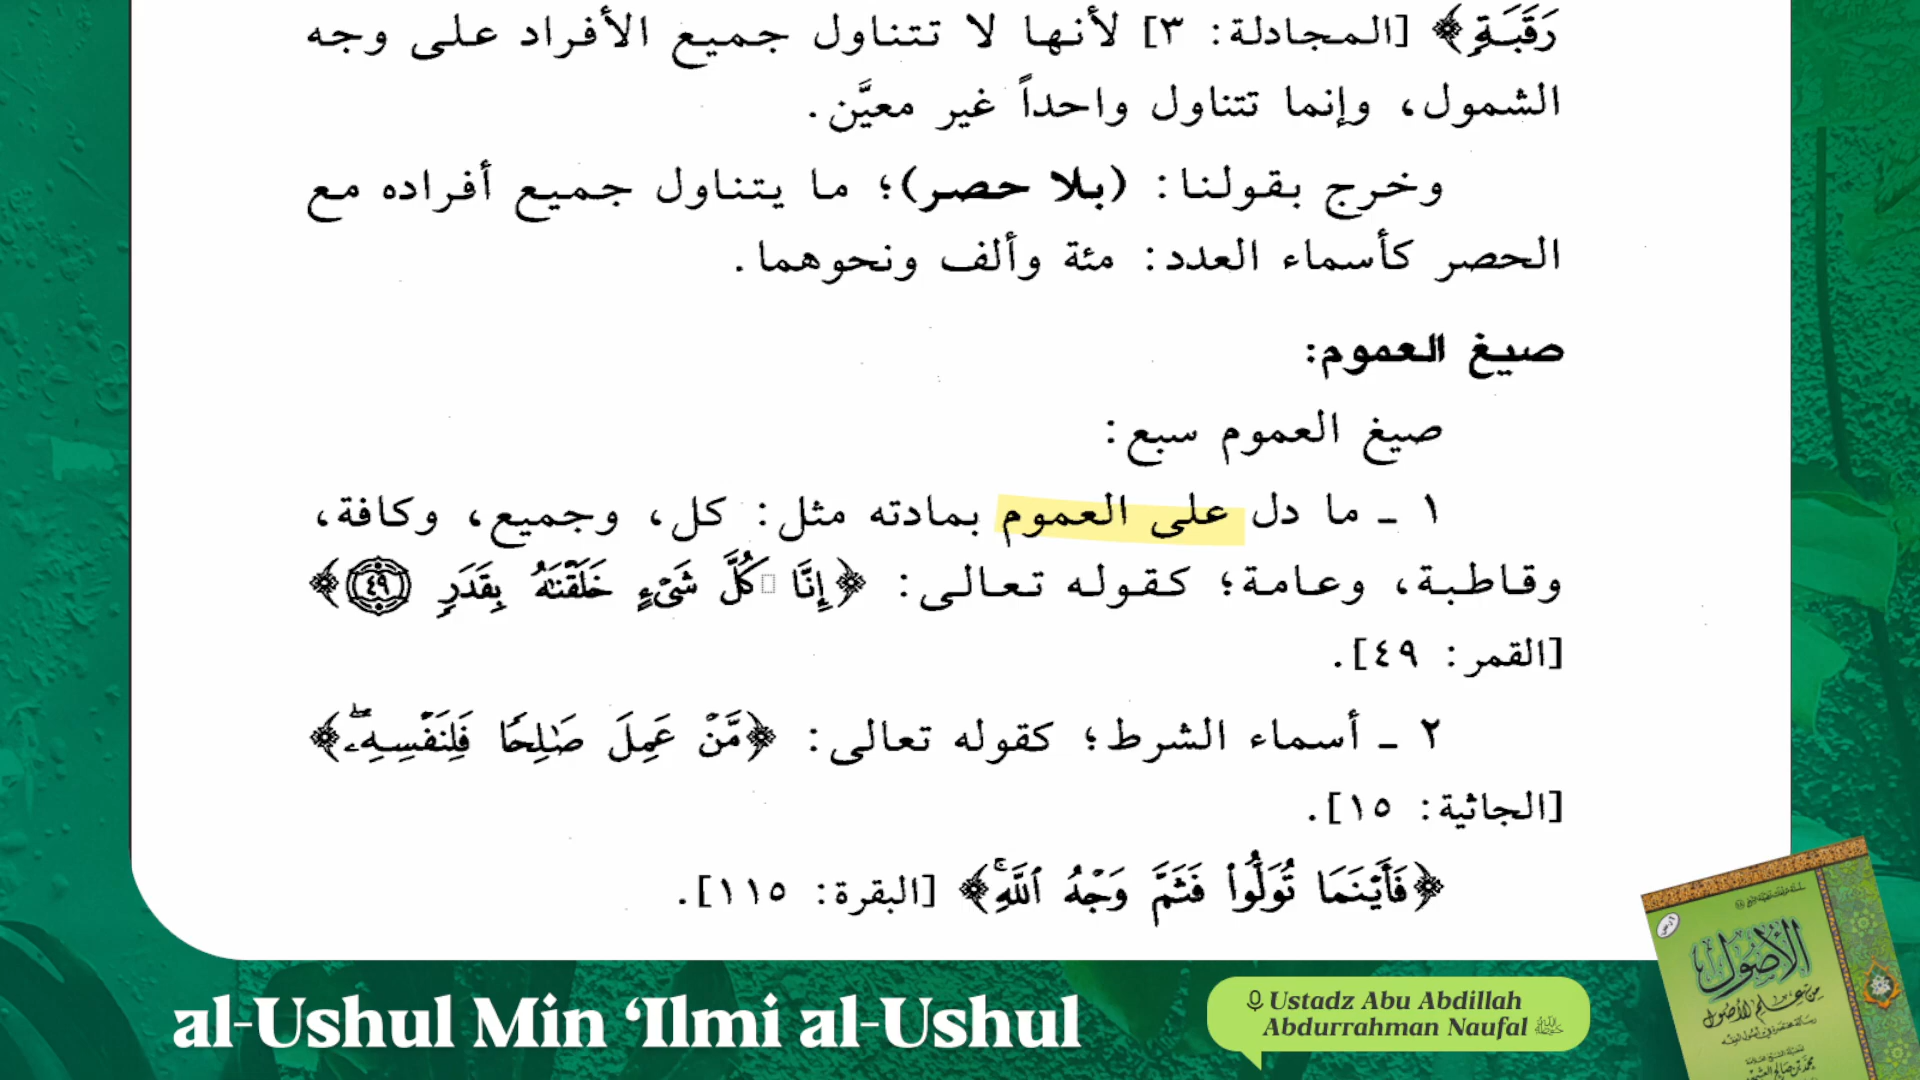 رَقَبَةٍ﴾ [المجادلة: ٣] لأنها لا تتناول جميع الأفراد على وجه
الشمول، وإنما تتناول واحداً غير معيَّن.
وخرج بقولنا: (بلا حصر)؛ ما يتناول جميع أفراده مع
الحصر كأسماء العدد: مئة وألف ونحوهما.
صيغ العموم:
صيغ العموم سبع:
١ ـ ما دل على العموم بمادته مثل: كل، وجميع، وكافة،
وقاطبة، وعامة؛ كقوله تعالى: ﴿إِنَّا كُلَّ شَىْءٍ خَلَقْنَٰهُ بِقَدَرٍ ٤٩﴾
[القمر: ٤٩].
٢ ـ أسماء الشرط؛ كقوله تعالى: ﴿مَّنْ عَمِلَ صَٰلِحًا فَلِنَفْسِهِۦۖ﴾
[الجاثية: ١٥].
﴿فَأَيْنَمَا تُوَلُّوا۟ فَثَمَّ وَجْهُ ٱللَّهِۚ﴾ [البقرة: ١١٥].
al-Ushul Min ‘Ilmi al-Ushul
Ustadz Abu Abdillah
Abdurrahman Naufal
الأصول
من علم الأصول